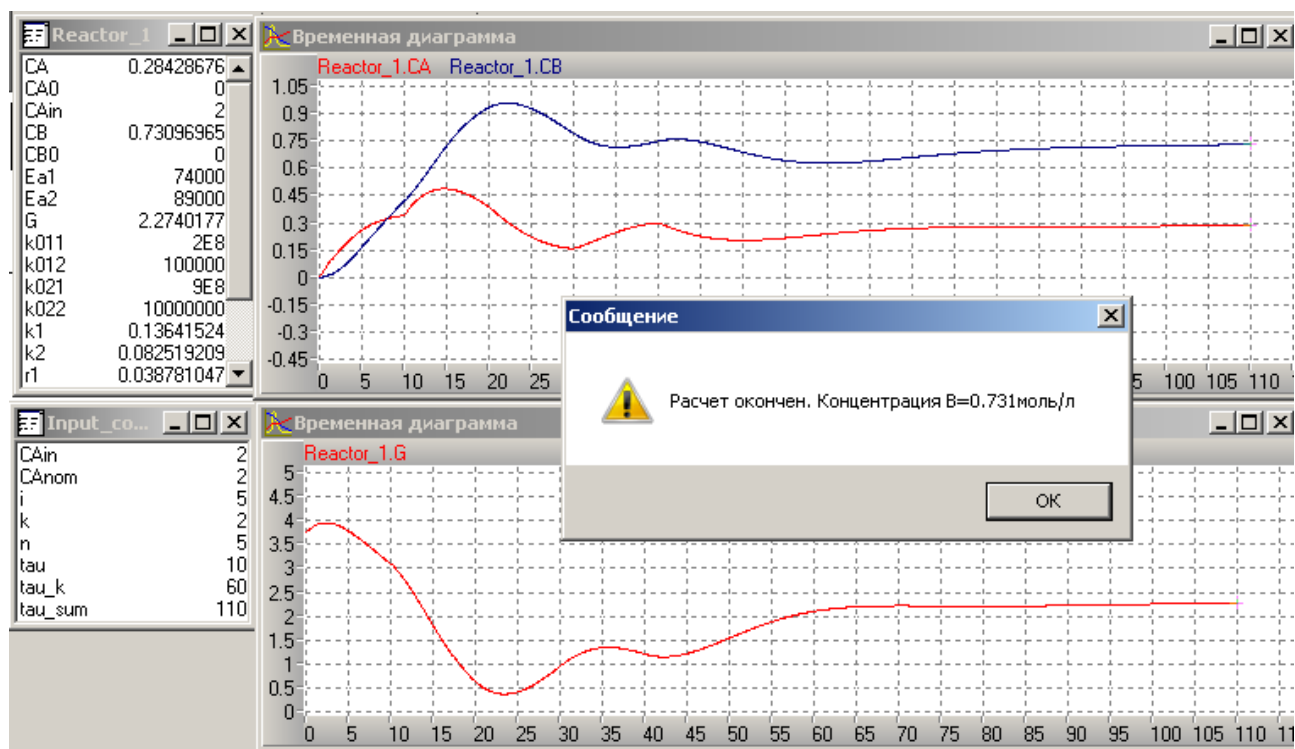 Reactor_1
CA 0.28428676
CA0 0
CAin 2
CB 0.73096965
CB0 0
Ea1 74000
Ea2 89000
G 2.2740177
k011 2E8
k012 100000
k021 9E8
k022 10000000
k1 0.13641524
k2 0.082519209
r1 0.038781047
Временная диаграмма
Reactor_1.CA Reactor_1.CB
1.05
0.9
0.75
0.6
0.45
0.3
0.15
0
-0.15
-0.3
-0.45
0 5 10 15 20 25 5 100 105 110
Сообщение
Расчет окончен. Концентрация B=0.731моль/л
OK
Input_co...
CAin 2
CAnom 2
i 5
k 2
n 5
tau 10
tau_k 60
tau_sum 110
Временная диаграмма
Reactor_1.G
5
4.5
4
3.5
3
2.5
2
1.5
1
0.5
0
0 5 10 15 20 25 30 35 40 45 50 55 60 65 70 75 80 85 90 95 100 105 110 11